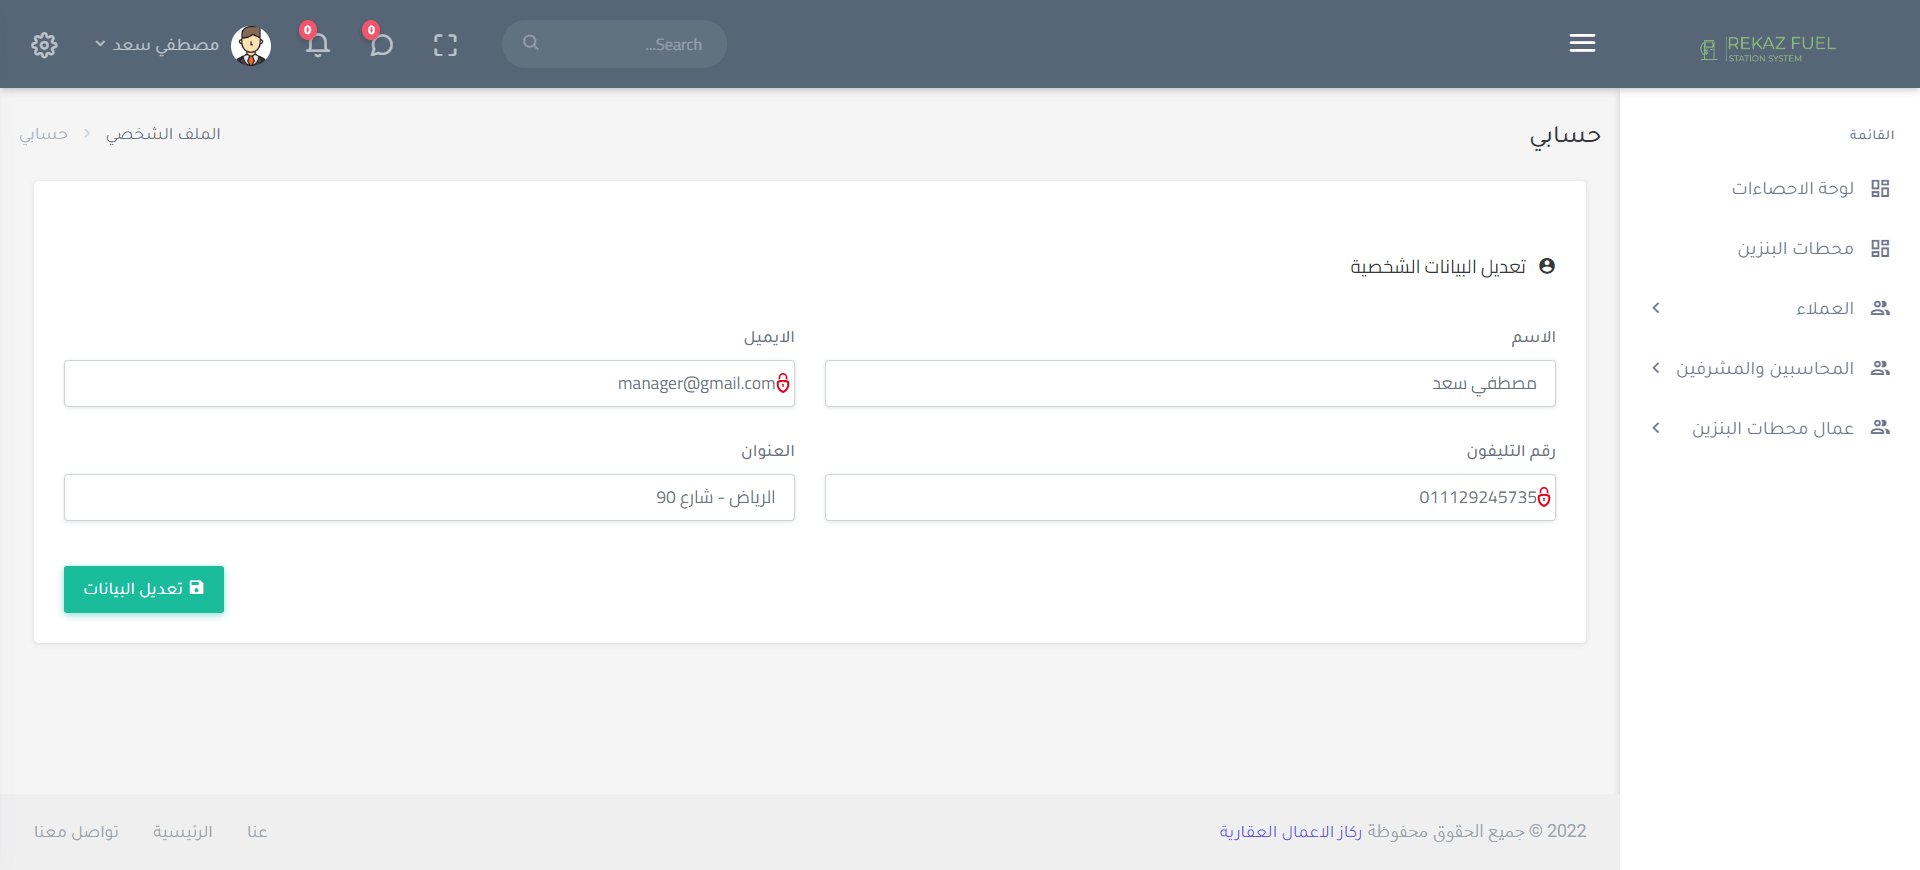 REKAZ FUEL
STATION SYSTEM
Search...
0
0
مصطفي سعد
القائمة
لوحة الاحصاءات
محطات البنزين
العملاء
المحاسبين والمشرفين
عمال محطات البنزين
حسابي
الملف الشخصي > حسابي
تعديل البيانات الشخصية
الاسم
مصطفي سعد
الايميل
manager@gmail.com
رقم التليفون
011129245735
العنوان
الرياض - شارع 90
تعديل البيانات
2022 © جميع الحقوق محفوظة ركاز الاعمال العقارية
عنا
الرئيسية
تواصل معنا